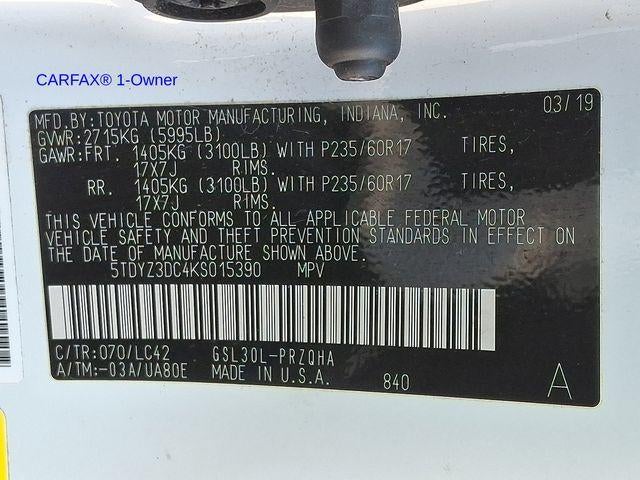 CARFAX® 1-Owner
MFD.BY:TOYOTA MOTOR MANUFACTURING, INDIANA, INC. 03/19
GVWR:2715KG (5995LB)
GAWR:FRT. 1405KG (3100LB) WITH P235/60R17 TIRES,
17X7J RIMS.
RR. 1405KG (3100LB) WITH P235/60R17 TIRES,
17X7J RIMS.
THIS VEHICLE CONFORMS TO ALL APPLICABLE FEDERAL MOTOR
VEHICLE SAFETY AND THEFT PREVENTION STANDARDS IN EFFECT ON
THE DATE OF MANUFACTURE SHOWN ABOVE.
5TDYZ3DC4KS015390 MPV
C/TR:070/LC42 GSL30L-PRZQHA
A/TM:-03A/UA80E MADE IN U.S.A. 840 A